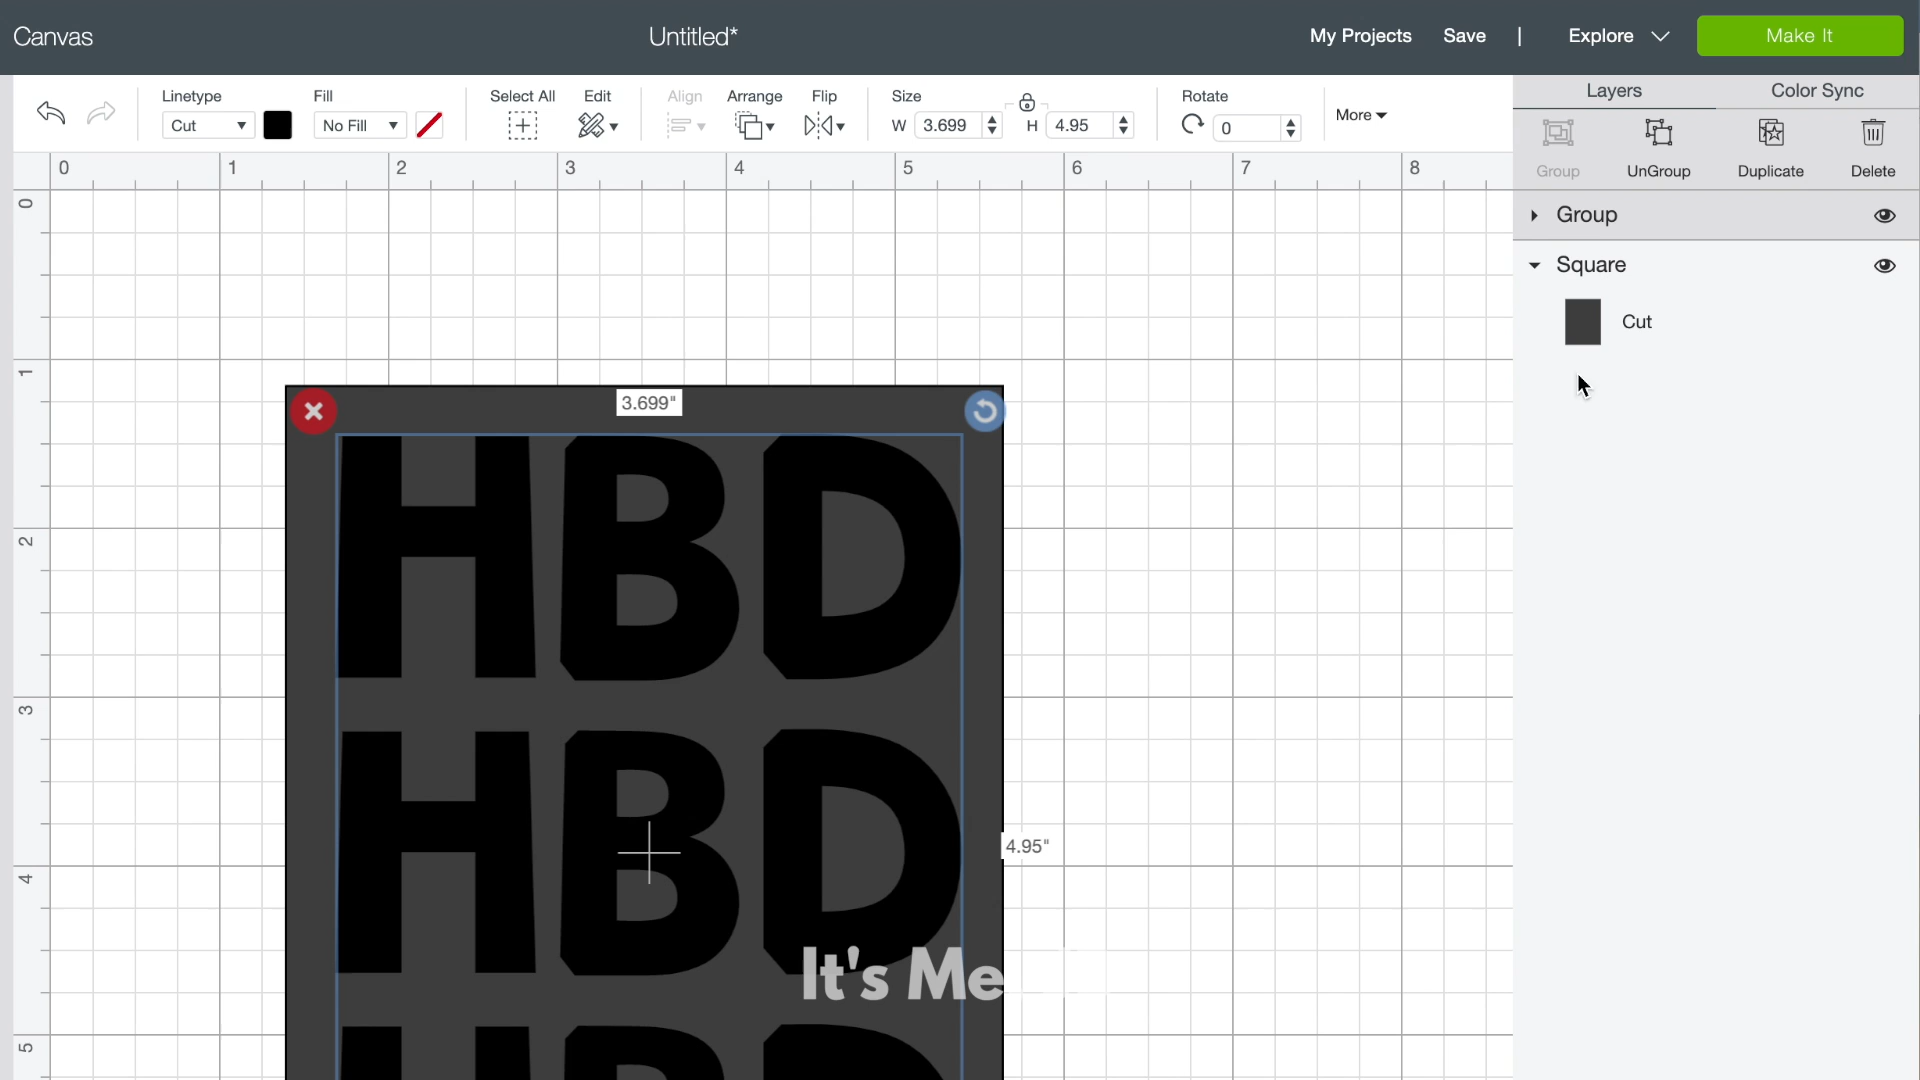 Canvas
Untitled*
My Projects Save | Explore Make It
Linetype Fill Select All Edit Align Arrange Flip Size Rotate More
Cut No Fill W 3.699 H 4.95 0
Layers Color Sync
Group UnGroup Duplicate Delete
0 1 2 3 4 5 6 7 8
Group
Square
Cut
0
1
2
3
4
5
3.699"
HBD
HBD
4.95"
It's Me
HBD